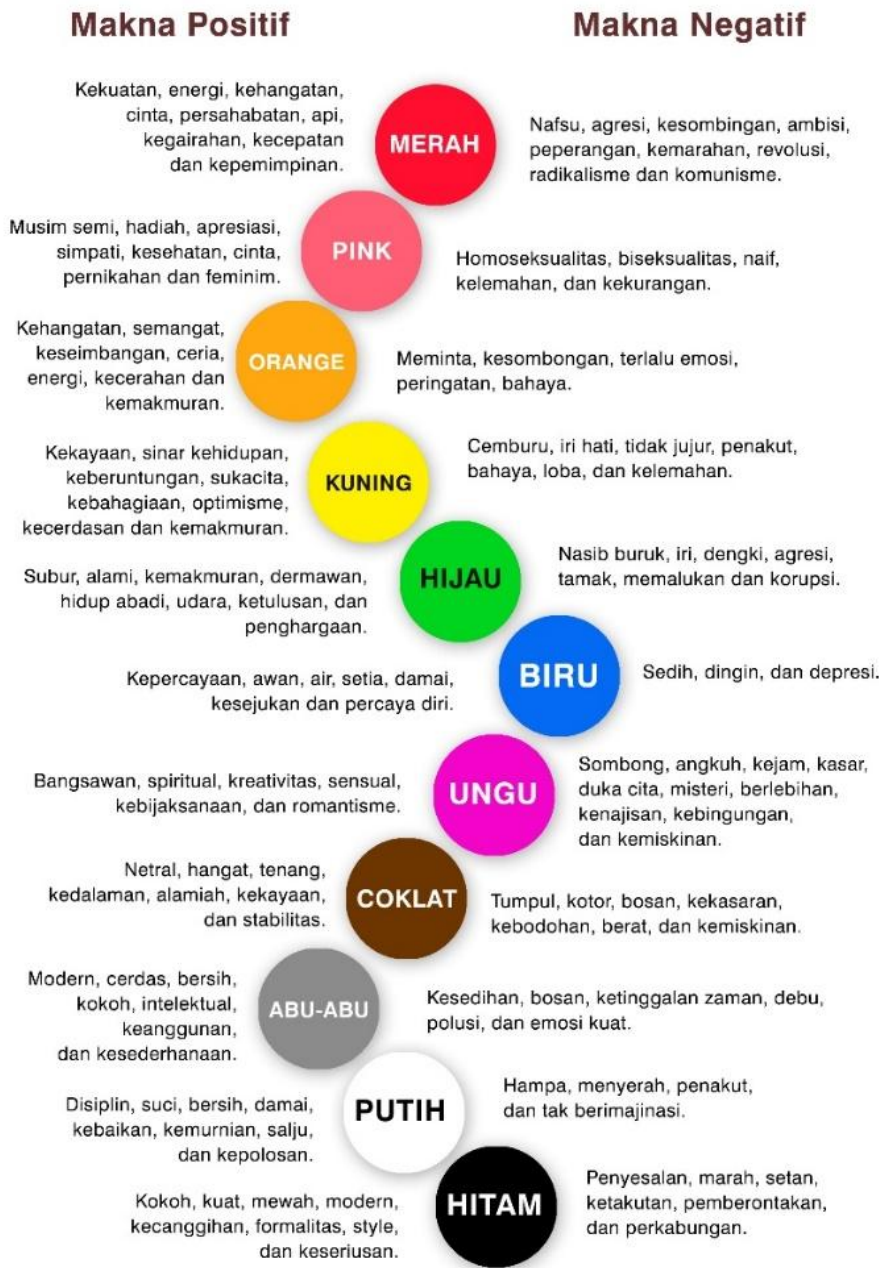 Makna Positif
Makna Negatif
Kekuatan, energi, kehangatan,
cinta, persahabatan, api,
kegairahan, kecepatan
dan kepemimpinan.
MERAH
Nafsu, agresi, kesombingan, ambisi,
peperangan, kemarahan, revolusi,
radikalisme dan komunisme.
Musim semi, hadiah, apresiasi,
simpati, kesehatan, cinta,
pernikahan dan feminim.
PINK
Homoseksualitas, biseksualitas, naif,
kelemahan, dan kekurangan.
Kehangatan, semangat,
keseimbangan, ceria,
energi, kecerahan dan
kemakmuran.
ORANGE
Meminta, kesombongan, terlalu emosi,
peringatan, bahaya.
Kekayaan, sinar kehidupan,
keberuntungan, sukacita,
kebahagiaan, optimisme,
kecerdasan dan kemakmuran.
KUNING
Cemburu, iri hati, tidak jujur, penakut,
bahaya, loba, dan kelemahan.
Subur, alami, kemakmuran, dermawan,
hidup abadi, udara, ketulusan, dan
penghargaan.
HIJAU
Nasib buruk, iri, dengki, agresi,
tamak, memalukan dan korupsi.
Kepercayaan, awan, air, setia, damai,
kesejukan dan percaya diri.
BIRU
Sedih, dingin, dan depresi.
Bangsawan, spiritual, kreativitas, sensual,
kebijaksanaan, dan romantisme.
UNGU
Sombong, angkuh, kejam, kasar,
duka cita, misteri, berlebihan,
kenajisan, kebingungan,
dan kemiskinan.
Netral, hangat, tenang,
kedalaman, alamiah, kekayaan,
dan stabilitas.
COKLAT
Tumpul, kotor, bosan, kekasaran,
kebodohan, berat, dan kemiskinan.
Modern, cerdas, bersih,
kokoh, intelektual,
keanggunan,
dan kesederhanaan.
ABU-ABU
Kesedihan, bosan, ketinggalan zaman, debu,
polusi, dan emosi kuat.
Disiplin, suci, bersih, damai,
kebaikan, kemurnian, salju,
dan kepolosan.
PUTIH
Hampa, menyerah, penakut,
dan tak berimajinasi.
Kokoh, kuat, mewah, modern,
kecanggihan, formalitas, style,
dan keseriusan.
HITAM
Penyesalan, marah, setan,
ketakutan, pemberontakan,
dan perkabungan.